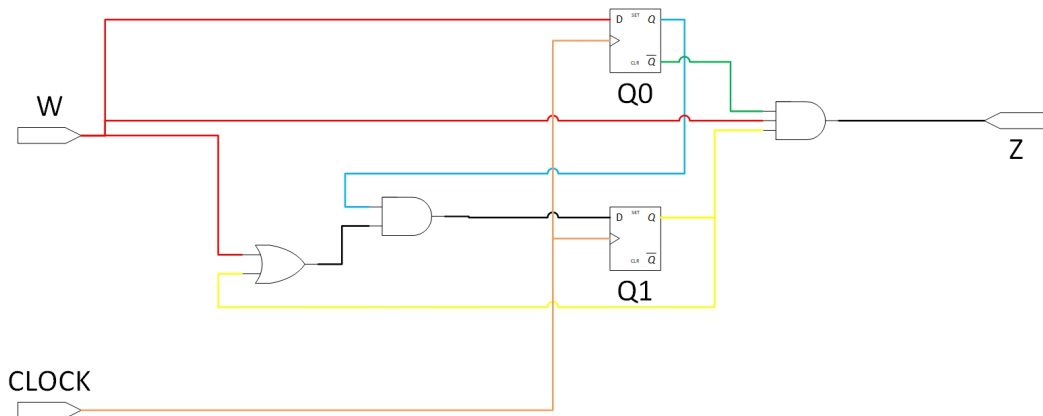 D SET Q
CLR Q
Q0
W
Z
D SET Q
CLR Q
Q1
CLOCK